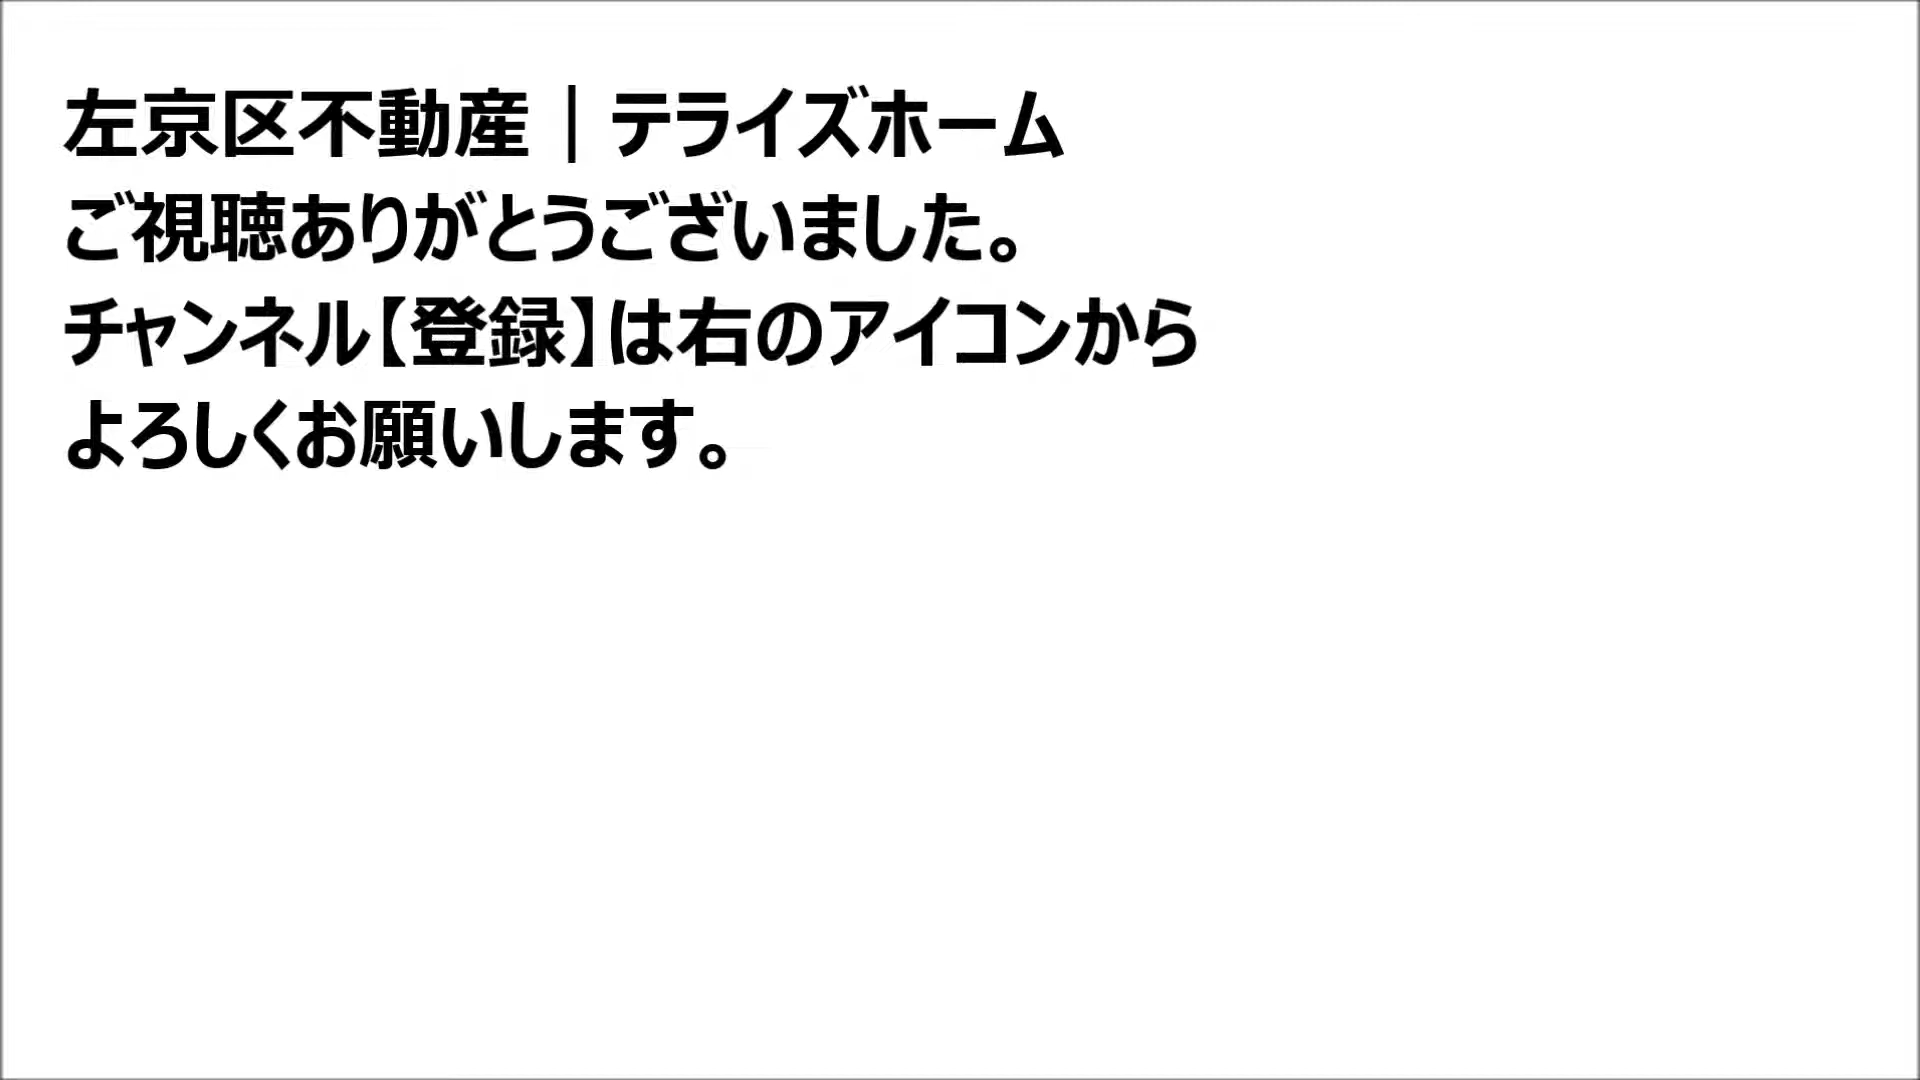 左京区不動産｜テライズホーム
ご視聴ありがとうございました。
チャンネル【登録】は右のアイコンから
よろしくお願いします。